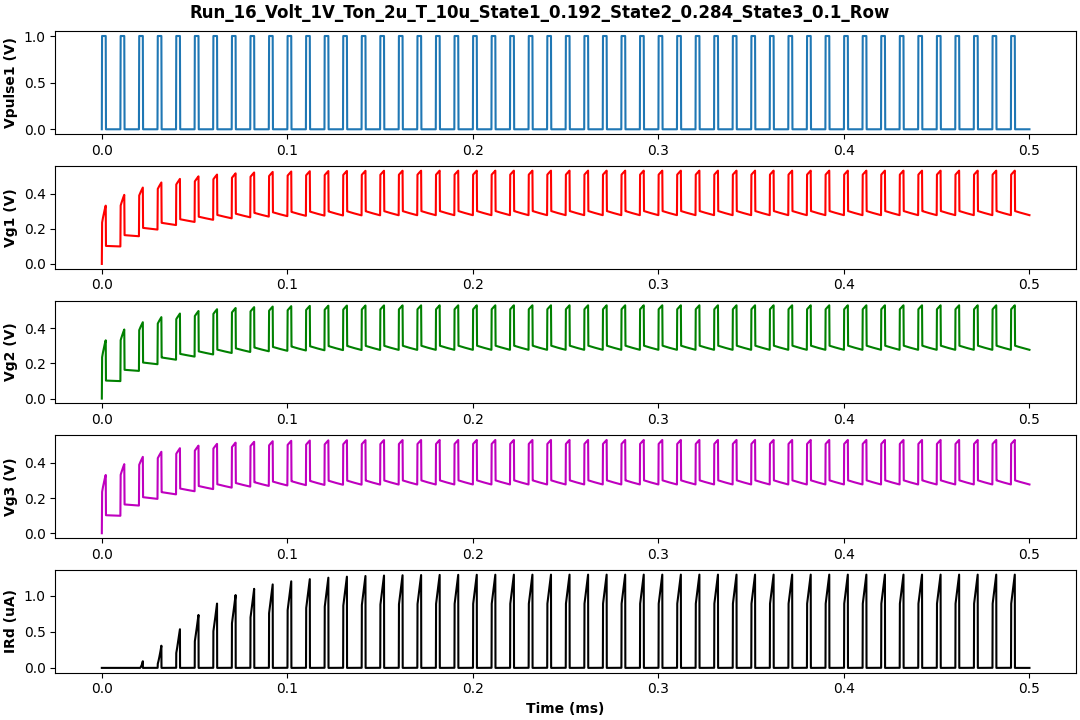 Run_16_Volt_1V_Ton_2u_T_10u_State1_0.192_State2_0.284_State3_0.1_Row
Vpulse1 (V)
1.0
0.5
0.0
0.0 0.1 0.2 0.3 0.4 0.5
Vg1 (V)
0.4
0.2
0.0
0.0 0.1 0.2 0.3 0.4 0.5
Vg2 (V)
0.4
0.2
0.0
0.0 0.1 0.2 0.3 0.4 0.5
Vg3 (V)
0.4
0.2
0.0
0.0 0.1 0.2 0.3 0.4 0.5
IRd (uA)
1.0
0.5
0.0
0.0 0.1 0.2 0.3 0.4 0.5
Time (ms)